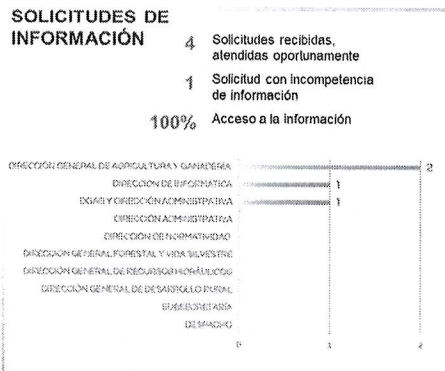 SOLICITUDES DE
INFORMACIÓN
4 Solicitudes recibidas,
atendidas oportunamente
1 Solicitud con incompetencia
de información
100% Acceso a la información
DIRECCIÓN GENERAL DE AGRICULTURA Y GANADERÍA 2
DIRECCIÓN DE INFORMÁTICA 1
DGARI Y DIRECCIÓN ADMINISTRATIVA 1
DIRECCIÓN ADMINISTRATIVA
DIRECCIÓN DE NORMATIVIDAD
DIRECCIÓN GENERAL FORESTAL Y VIDA SILVESTRE
DIRECCIÓN GENERAL DE RECURSOS HIDRÁULICOS
DIRECCIÓN GENERAL DE DESARROLLO RURAL
SUBSECRETARÍA
DESPACHO
0 1 2